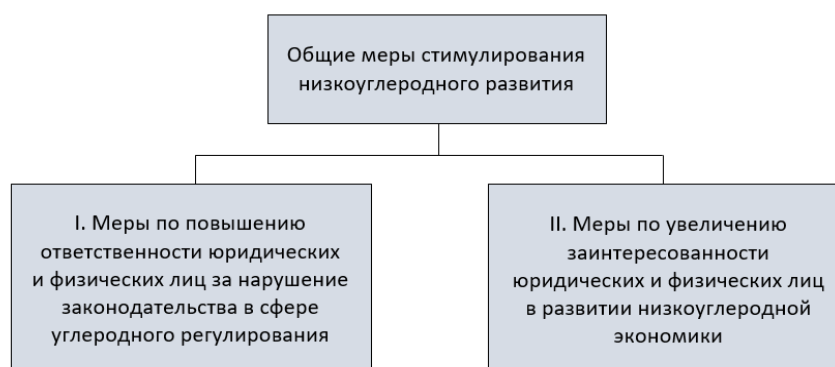 Общие меры стимулирования
низкоуглеродного развития
I. Меры по повышению
ответственности юридических
и физических лиц за нарушение
законодательства в сфере
углеродного регулирования
II. Меры по увеличению
заинтересованности
юридических и физических лиц
в развитии низкоуглеродной
экономики